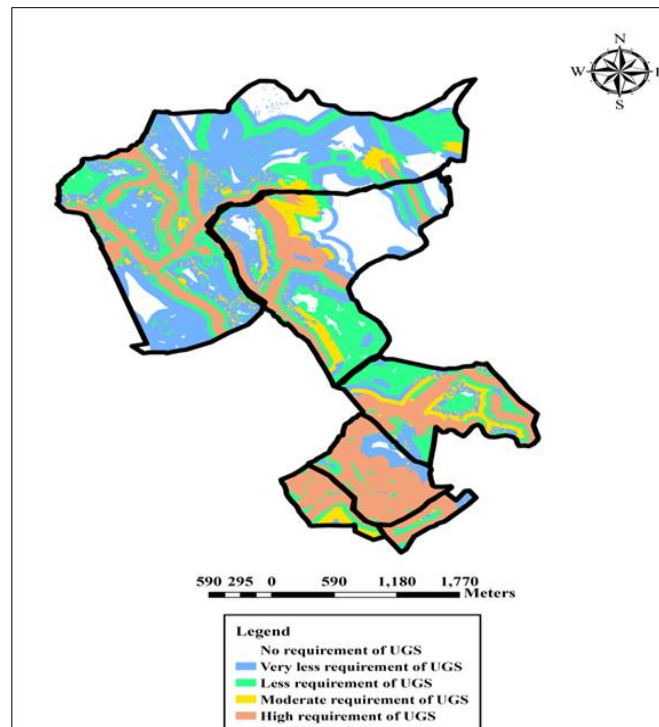 N
W E
S
590 295 0 590 1,180 1,770
Meters
Legend
No requirement of UGS
Very less requirement of UGS
Less requirement of UGS
Moderate requirement of UGS
High requirement of UGS